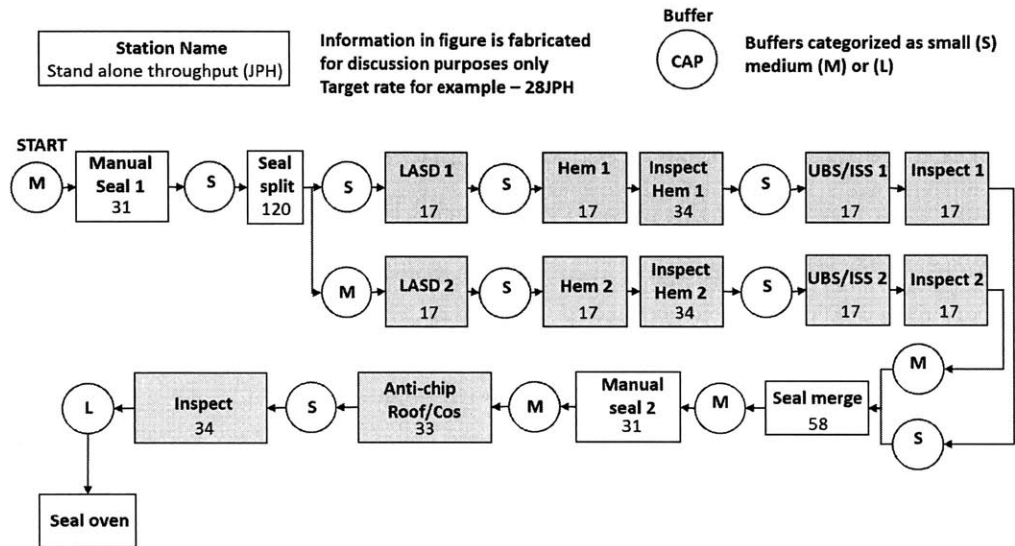 Station Name
Stand alone throughput (JPH)
Information in figure is fabricated
for discussion purposes only
Target rate for example – 28JPH
Buffer
CAP
Buffers categorized as small (S)
medium (M) or (L)
START
M
Manual
Seal 1
31
S
Seal
split
120
S
LASD 1
17
S
Hem 1
17
Inspect
Hem 1
34
S
UBS/ISS 1
17
Inspect 1
17
M
LASD 2
17
S
Hem 2
17
Inspect
Hem 2
34
S
UBS/ISS 2
17
Inspect 2
17
M
S
Seal merge
58
M
Manual
seal 2
31
M
Anti-chip
Roof/Cos
33
S
Inspect
34
L
Seal oven